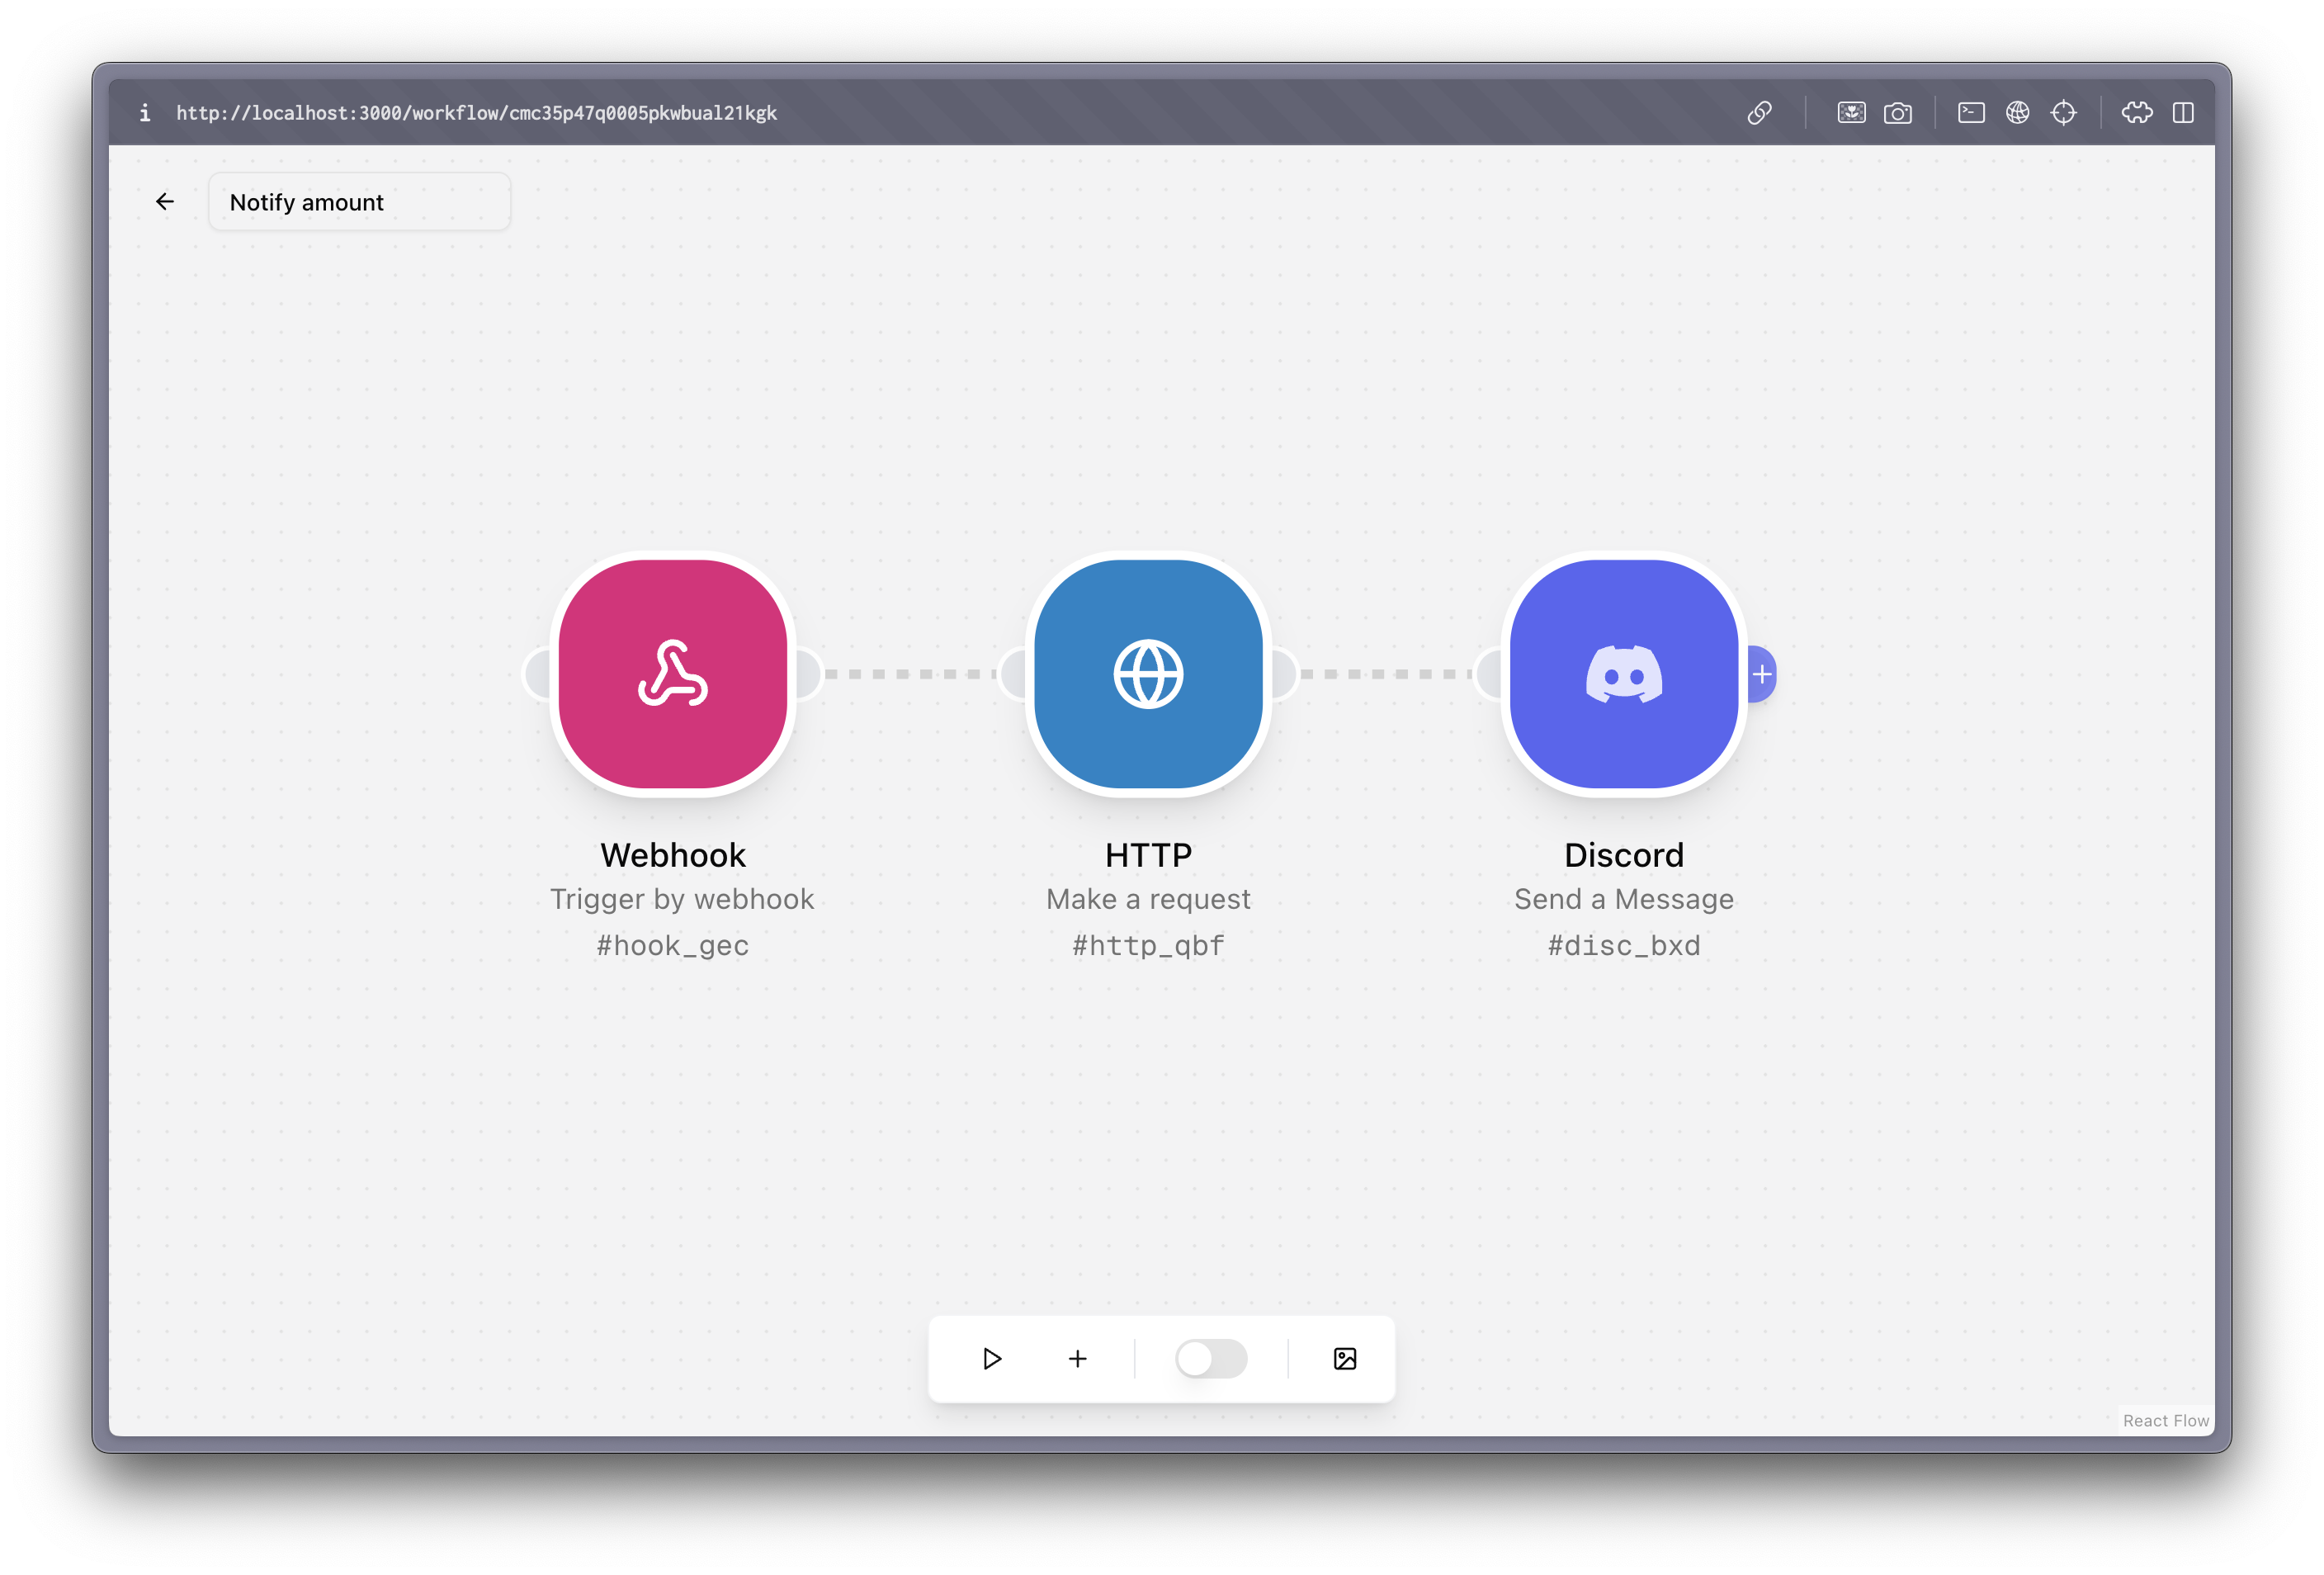 http://localhost:3000/workflow/cmc35p47q0005pkwbual21kgk
Notify amount
Webhook
Trigger by webhook
#hook_gec
HTTP
Make a request
#http_qbf
Discord
Send a Message
#disc_bxd
React Flow